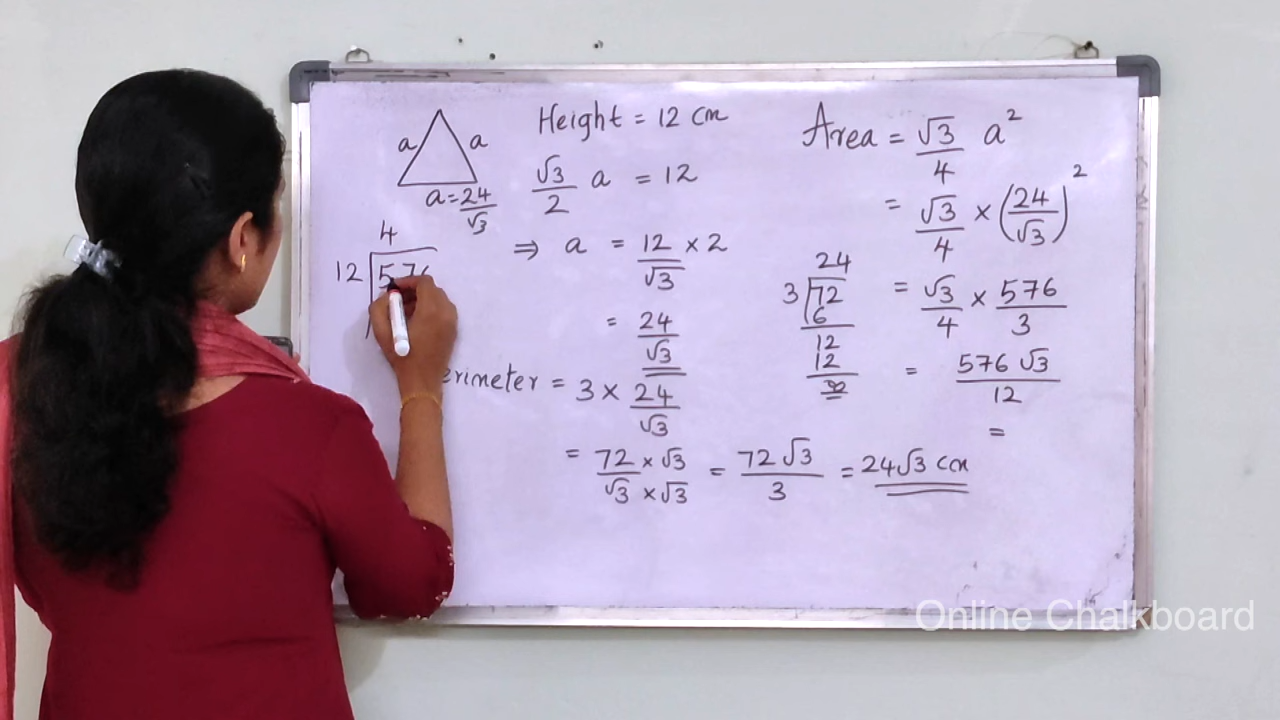 a a
a = 24/√3
Height = 12 cm
√3/2 a = 12
⇒ a = 12/√3 × 2
= 24/√3
4
12 576
erimeter = 3 × 24/√3
= 72 × √3 / √3 × √3 = 72 √3 / 3 = 24√3 cm
Area = √3/4 a²
= √3/4 × (24/√3)²
= √3/4 × 576/3
= 576 √3 / 12
=
24
3 72
6
12
12
Online Chalkboard